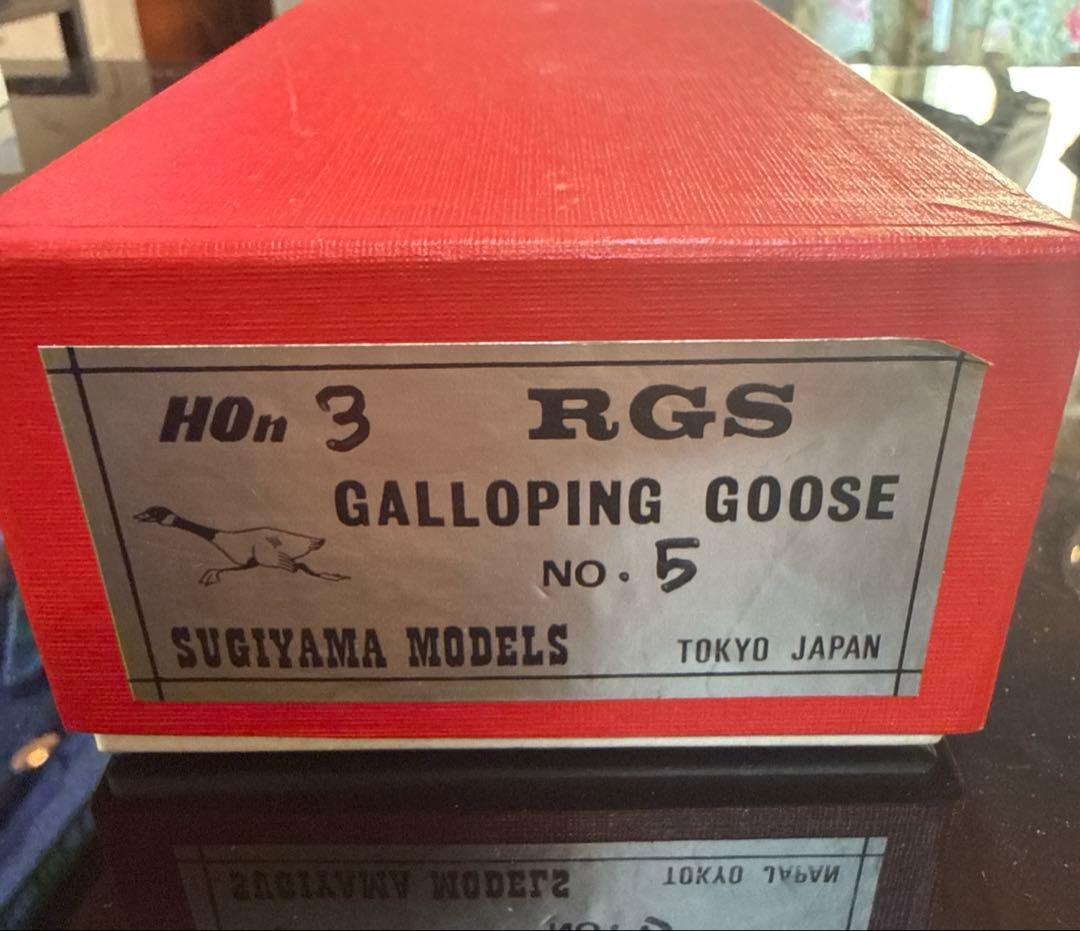 HOn 3 RGS
GALLOPING GOOSE
NO. 5
SUGIYAMA MODELS TOKYO JAPAN